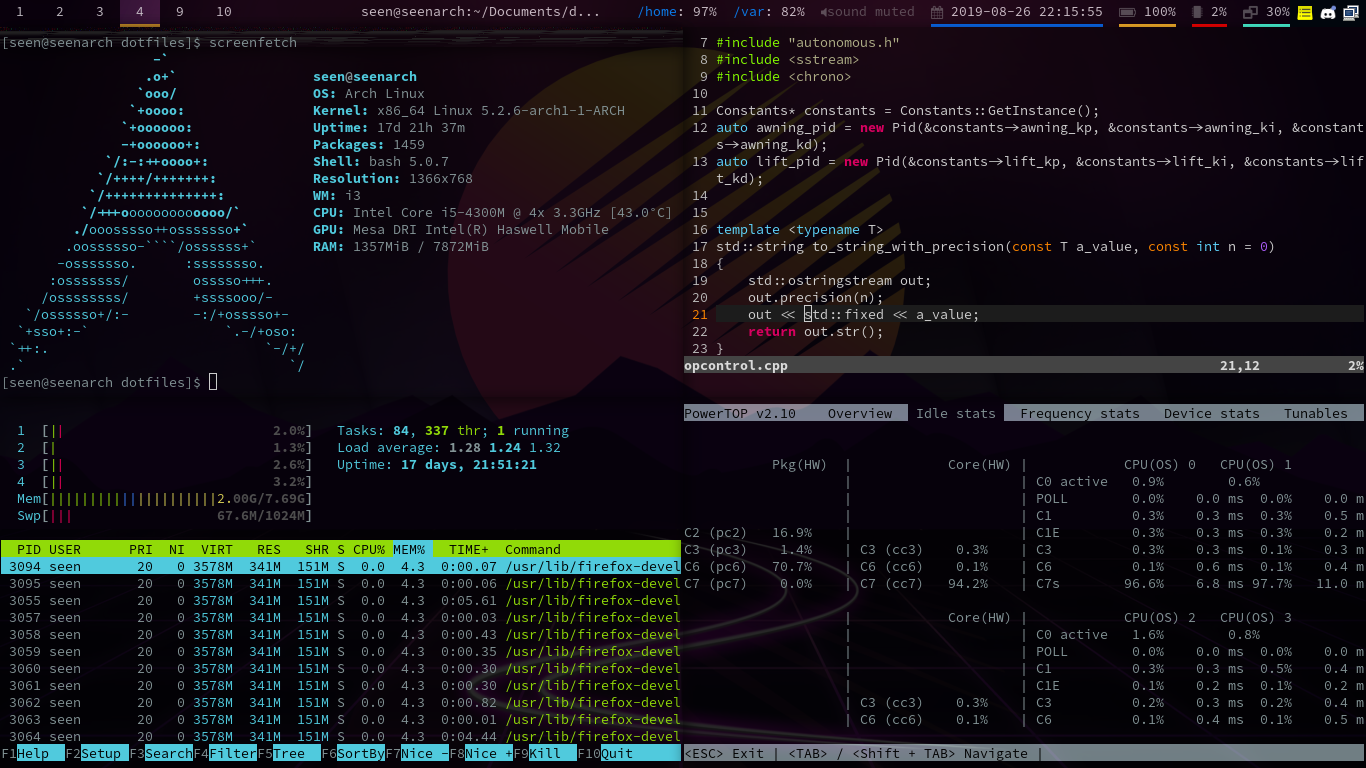 1 2 3 4 9 10 seen@seenarch:~/Documents/d... /home: 97% /var: 82% sound muted 2019-08-26 22:15:55 100% 2% 30%
[seen@seenarch dotfiles]$ screenfetch
-`
.o+`
`ooo/
`+oooo:
`+oooooo:
-+oooooo+:
`/:-:++oooo+:
`/++++/+++++++:
`/++++++++++++++:
`/+++ooooooooooooo/`
./ooosssso++osssssso+`
.oossssso-````/ossssss+`
-osssssso. :ssssssso.
:osssssss/ osssso+++.
/ossssssss/ +ssssooo/-
`/ossssso+/:- -:/+osssso+-
`+sso+:-` `.-/+oso:
`++:. `-/+/
.` `/
seen@seenarch
OS: Arch Linux
Kernel: x86_64 Linux 5.2.6-arch1-1-ARCH
Uptime: 17d 21h 37m
Packages: 1459
Shell: bash 5.0.7
Resolution: 1366x768
WM: i3
CPU: Intel Core i5-4300M @ 4x 3.3GHz [43.0°C]
GPU: Mesa DRI Intel(R) Haswell Mobile
RAM: 1357MiB / 7872MiB
[seen@seenarch dotfiles]$
7 #include "autonomous.h"
8 #include <sstream>
9 #include <chrono>
10
11 Constants* constants = Constants::GetInstance();
12 auto awning_pid = new Pid(&constants->awning_kp, &constants->awning_ki, &constant
s->awning_kd);
13 auto lift_pid = new Pid(&constants->lift_kp, &constants->lift_ki, &constants->lif
t_kd);
14
15
16 template <typename T>
17 std::string to_string_with_precision(const T a_value, const int n = 0)
18 {
19 std::ostringstream out;
20 out.precision(n);
21 out << std::fixed << a_value;
22 return out.str();
23 }
opcontrol.cpp 21,12 2%
1 [|| 2.0%]
2 [| 1.3%]
3 [|| 2.6%]
4 [|| 3.2%]
Mem[|||||||||||||||||||||2.00G/7.69G]
Swp[||| 67.6M/1024M]
Tasks: 84, 337 thr; 1 running
Load average: 1.28 1.24 1.32
Uptime: 17 days, 21:51:21
PID USER PRI NI VIRT RES SHR S CPU% MEM% TIME+ Command
3094 seen 20 0 3578M 341M 151M S 0.0 4.3 0:00.07 /usr/lib/firefox-devel
3095 seen 20 0 3578M 341M 151M S 0.0 4.3 0:00.06 /usr/lib/firefox-devel
3055 seen 20 0 3578M 341M 151M S 0.0 4.3 0:05.61 /usr/lib/firefox-devel
3057 seen 20 0 3578M 341M 151M S 0.0 4.3 0:00.03 /usr/lib/firefox-devel
3058 seen 20 0 3578M 341M 151M S 0.0 4.3 0:00.43 /usr/lib/firefox-devel
3059 seen 20 0 3578M 341M 151M S 0.0 4.3 0:00.35 /usr/lib/firefox-devel
3060 seen 20 0 3578M 341M 151M S 0.0 4.3 0:00.30 /usr/lib/firefox-devel
3061 seen 20 0 3578M 341M 151M S 0.0 4.3 0:00.30 /usr/lib/firefox-devel
3062 seen 20 0 3578M 341M 151M S 0.0 4.3 0:00.82 /usr/lib/firefox-devel
3063 seen 20 0 3578M 341M 151M S 0.0 4.3 0:00.01 /usr/lib/firefox-devel
3064 seen 20 0 3578M 341M 151M S 0.0 4.3 0:04.44 /usr/lib/firefox-devel
F1Help F2Setup F3SearchF4FilterF5Tree F6SortByF7Nice -F8Nice +F9Kill F10Quit
PowerTOP v2.10 Overview Idle stats Frequency stats Device stats Tunables
Pkg(HW) | Core(HW) | CPU(OS) 0 CPU(OS) 1
| | C0 active 0.9% 0.6%
| | POLL 0.0% 0.0 ms 0.0% 0.0 m
| | C1 0.3% 0.3 ms 0.3% 0.5 m
C2 (pc2) 16.9% | | C1E 0.3% 0.3 ms 0.3% 0.2 m
C3 (pc3) 1.4% | C3 (cc3) 0.3% | C3 0.3% 0.3 ms 0.1% 0.3 m
C6 (pc6) 70.7% | C6 (cc6) 0.1% | C6 0.1% 0.6 ms 0.1% 0.4 m
C7 (pc7) 0.0% | C7 (cc7) 94.2% | C7s 96.6% 6.8 ms 97.7% 11.0 m
| Core(HW) | CPU(OS) 2 CPU(OS) 3
| | C0 active 1.6% 0.8%
| | POLL 0.0% 0.0 ms 0.0% 0.0 m
| | C1 0.3% 0.3 ms 0.5% 0.4 m
| | C1E 0.1% 0.2 ms 0.1% 0.2 m
| C3 (cc3) 0.3% | C3 0.2% 0.3 ms 0.2% 0.4 m
| C6 (cc6) 0.1% | C6 0.1% 0.4 ms 0.1% 0.5 m
<ESC> Exit | <TAB> / <Shift + TAB> Navigate |